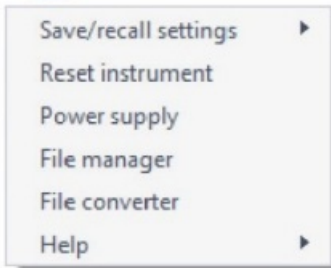 Save/recall settings
Reset instrument
Power supply
File manager
File converter
Help